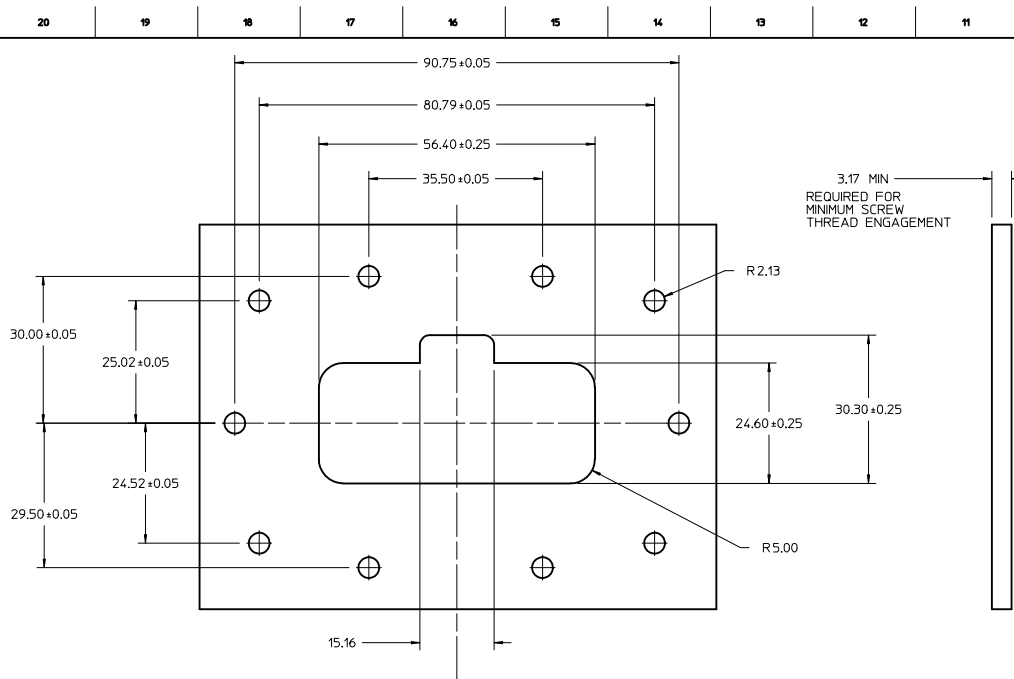 20 19 18 17 16 15 14 13 12 11
90.75±0.05
80.79±0.05
56.40±0.25
35.50±0.05
3.17 MIN
REQUIRED FOR
MINIMUM SCREW
THREAD ENGAGEMENT
R2.13
30.00±0.05
25.02±0.05
30.30±0.25
24.60±0.25
24.52±0.05
29.50±0.05
R5.00
15.16